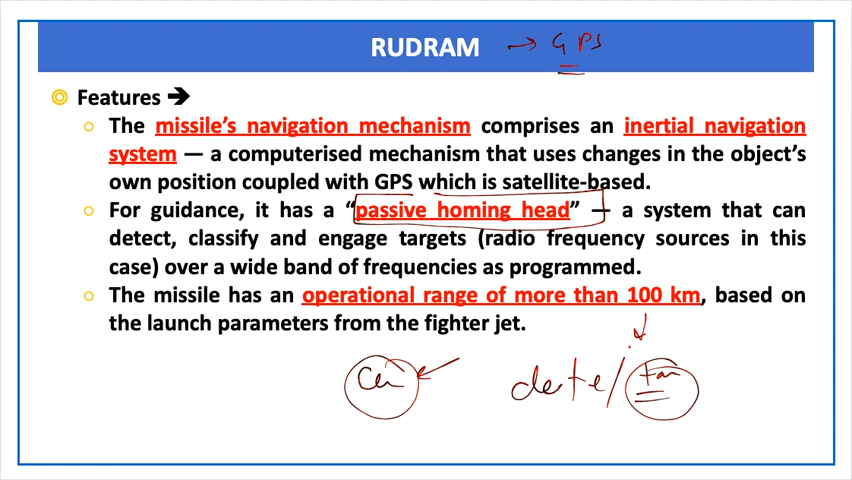 RUDRAM → GPS
Features ➔
The missile's navigation mechanism comprises an inertial navigation
system — a computerised mechanism that uses changes in the object's
own position coupled with GPS which is satellite-based.
For guidance, it has a “passive homing head” — a system that can
detect, classify and engage targets (radio frequency sources in this
case) over a wide band of frequencies as programmed.
The missile has an operational range of more than 100 km, based on
the launch parameters from the fighter jet.
dete/